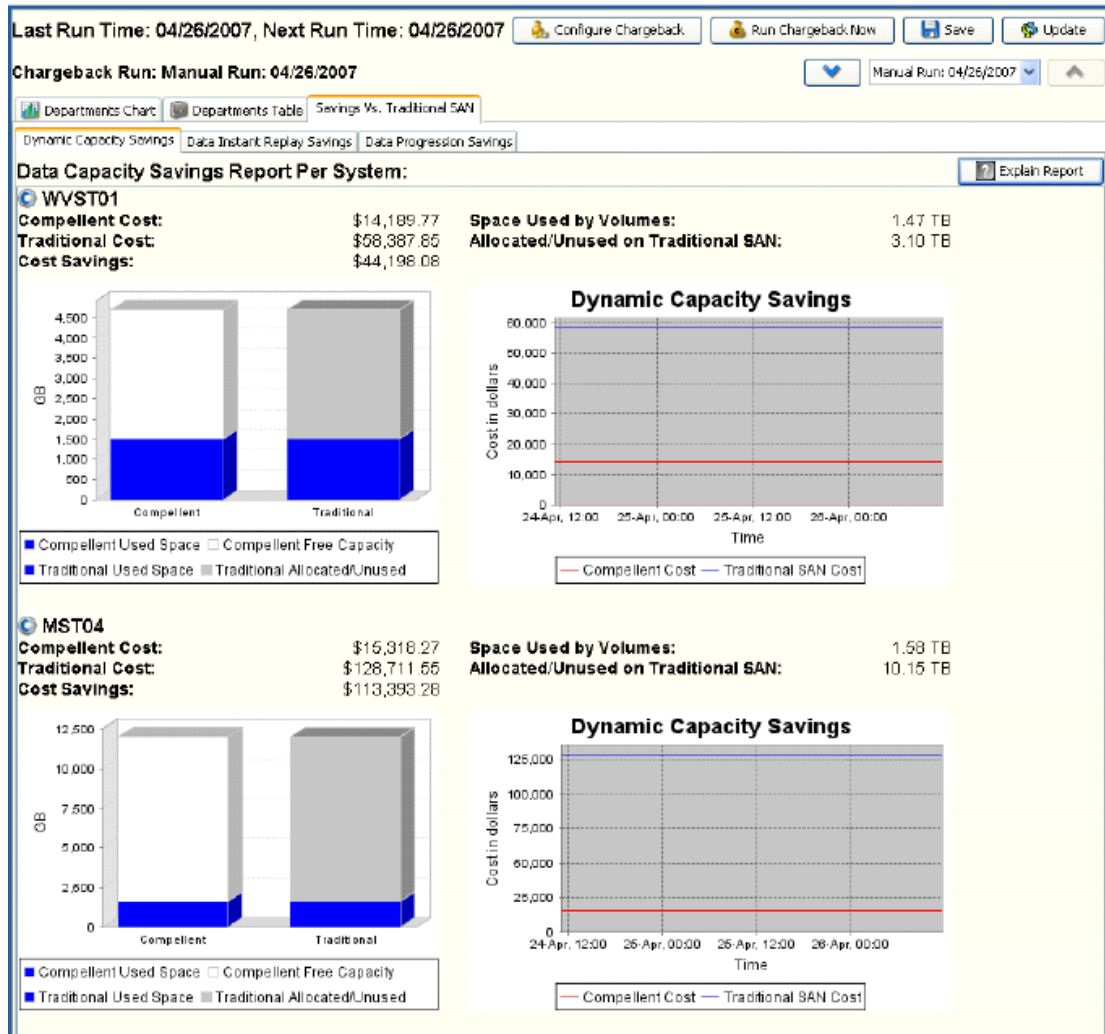 Last Run Time: 04/26/2007, Next Run Time: 04/26/2007 Configure Chargeback Run Chargeback Now Save Update
Chargeback Run: Manual Run: 04/26/2007 Manual Run: 04/26/2007
Departments Chart Departments Table Savings Vs. Traditional SAN
Dynamic Capacity Savings Data Instant Replay Savings Data Progression Savings
Data Capacity Savings Report Per System: Explain Report
WVST01
Compellent Cost: $14,189.77 Space Used by Volumes: 1.47 TB
Traditional Cost: $58,387.85 Allocated/Unused on Traditional SAN: 3.10 TB
Cost Savings: $44,198.08
4,500
4,000
3,500
3,000
2,500
2,000
1,500
1,000
500
0
GB
Compellent Traditional
Compellent Used Space Compellent Free Capacity
Traditional Used Space Traditional Allocated/Unused
Dynamic Capacity Savings
60,000
50,000
40,000
30,000
20,000
10,000
0
Cost in dollars
24-Apr, 12:00 25-Apr, 00:00 25-Apr, 12:00 26-Apr, 00:00
Time
Compellent Cost Traditional SAN Cost
MST04
Compellent Cost: $15,318.27 Space Used by Volumes: 1.58 TB
Traditional Cost: $128,711.55 Allocated/Unused on Traditional SAN: 10.15 TB
Cost Savings: $113,393.28
12,500
10,000
7,500
5,000
2,500
0
GB
Compellent Traditional
Compellent Used Space Compellent Free Capacity
Traditional Used Space Traditional Allocated/Unused
Dynamic Capacity Savings
125,000
100,000
75,000
50,000
25,000
0
Cost in dollars
24-Apr, 12:00 25-Apr, 00:00 25-Apr, 12:00 26-Apr, 00:00
Time
Compellent Cost Traditional SAN Cost